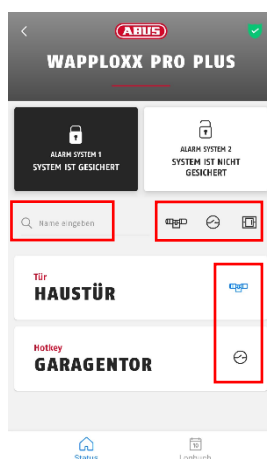 ABUS
WAPPLOXX PRO PLUS
ALARM SYSTEM 1
SYSTEM IST GESICHERT
ALARM SYSTEM 2
SYSTEM IST NICHT
GESICHERT
Name eingeben
Tür
HAUSTÜR
Hotkey
GARAGENTOR
10
Status
Logbuch